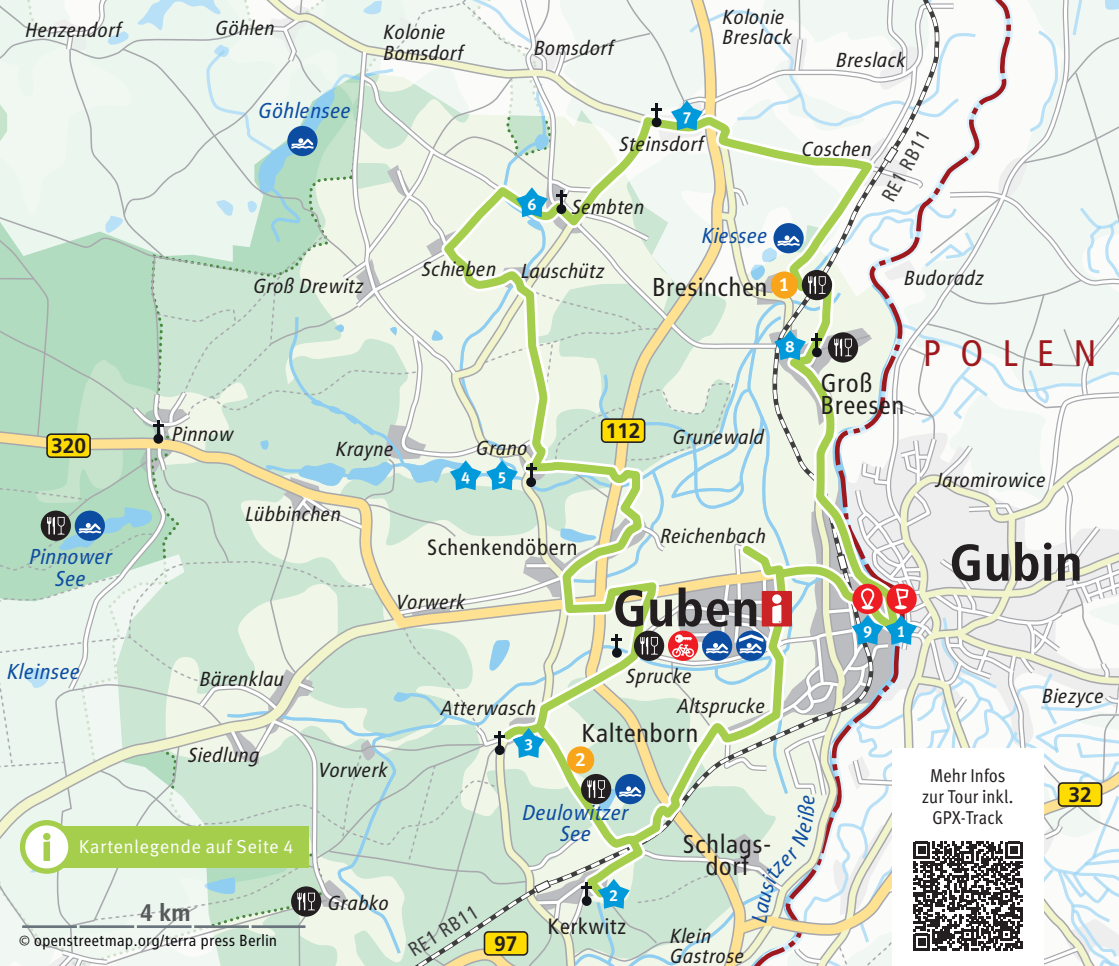 Henzendorf
Göhlen
Kolonie
Bomsdorf
Bomsdorf
Kolonie
Breslack
Breslack
Göhlensee
7
Steinsdorf
Coschen
RE1 RB11
6
Sembten
Kiessee
Schieben
Lauschütz
Groß Drewitz
Bresinchen
1
Budoradz
POLEN
8
Groß
Breesen
320
Pinnow
Krayne
Grano
112
Grunewald
4
5
Jaromirowice
Lübbinchen
Pinnower
See
Schenkendöbern
Reichenbach
Gubin
Vorwerk
Guben
i
9
1
Kleinsee
Bärenklau
Sprucke
Biezyce
Atterwasch
Altsprucke
Siedlung
3
Kaltenborn
Vorwerk
2
Deulowitzer
See
Mehr Infos
zur Tour inkl.
GPX-Track
32
i
Kartenlegende auf Seite 4
Schlags-
dorf
Lausitzer Neiße
Grabko
2
Kerkwitz
4 km
© openstreetmap.org/terra press Berlin
RE1 RB11
97
Klein
Gastrose